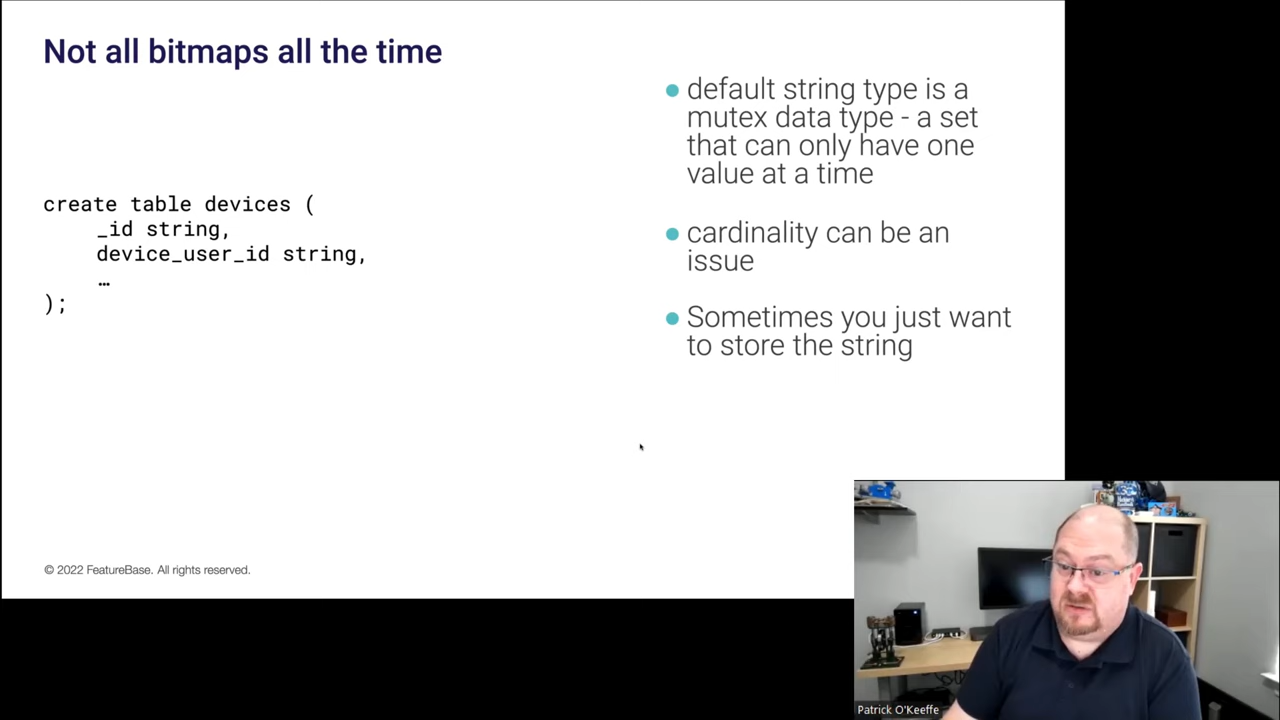 Not all bitmaps all the time
create table devices (
_id string,
device_user_id string,
…
);
default string type is a
mutex data type - a set
that can only have one
value at a time
cardinality can be an
issue
Sometimes you just want
to store the string
© 2022 FeatureBase. All rights reserved.
Patrick O'Keeffe